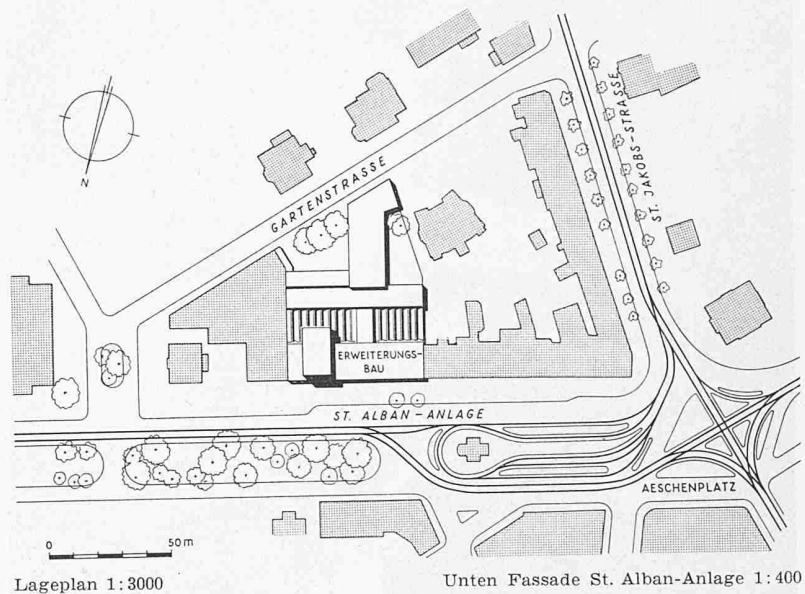 ST. JAKOBS-STRASSE
GARTENSTRASSE
N
ERWEITERUNGS-
BAU
ST. ALBAN-ANLAGE
AESCHENPLATZ
0 50 m
Lageplan 1:3000
Unten Fassade St. Alban-Anlage 1:400